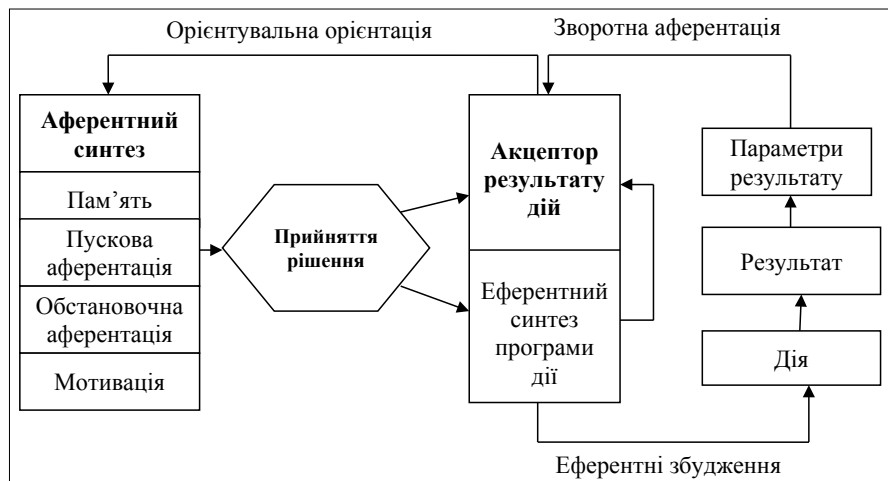 Орієнтувальна орієнтація
Зворотна аферентація
Аферентний
синтез
Пам’ять
Пускова
аферентація
Обстановочна
аферентація
Мотивація
Прийняття
рішення
Акцептор
результату
дій
Еферентний
синтез
програми
дії
Параметри
результату
Результат
Дія
Еферентні збудження